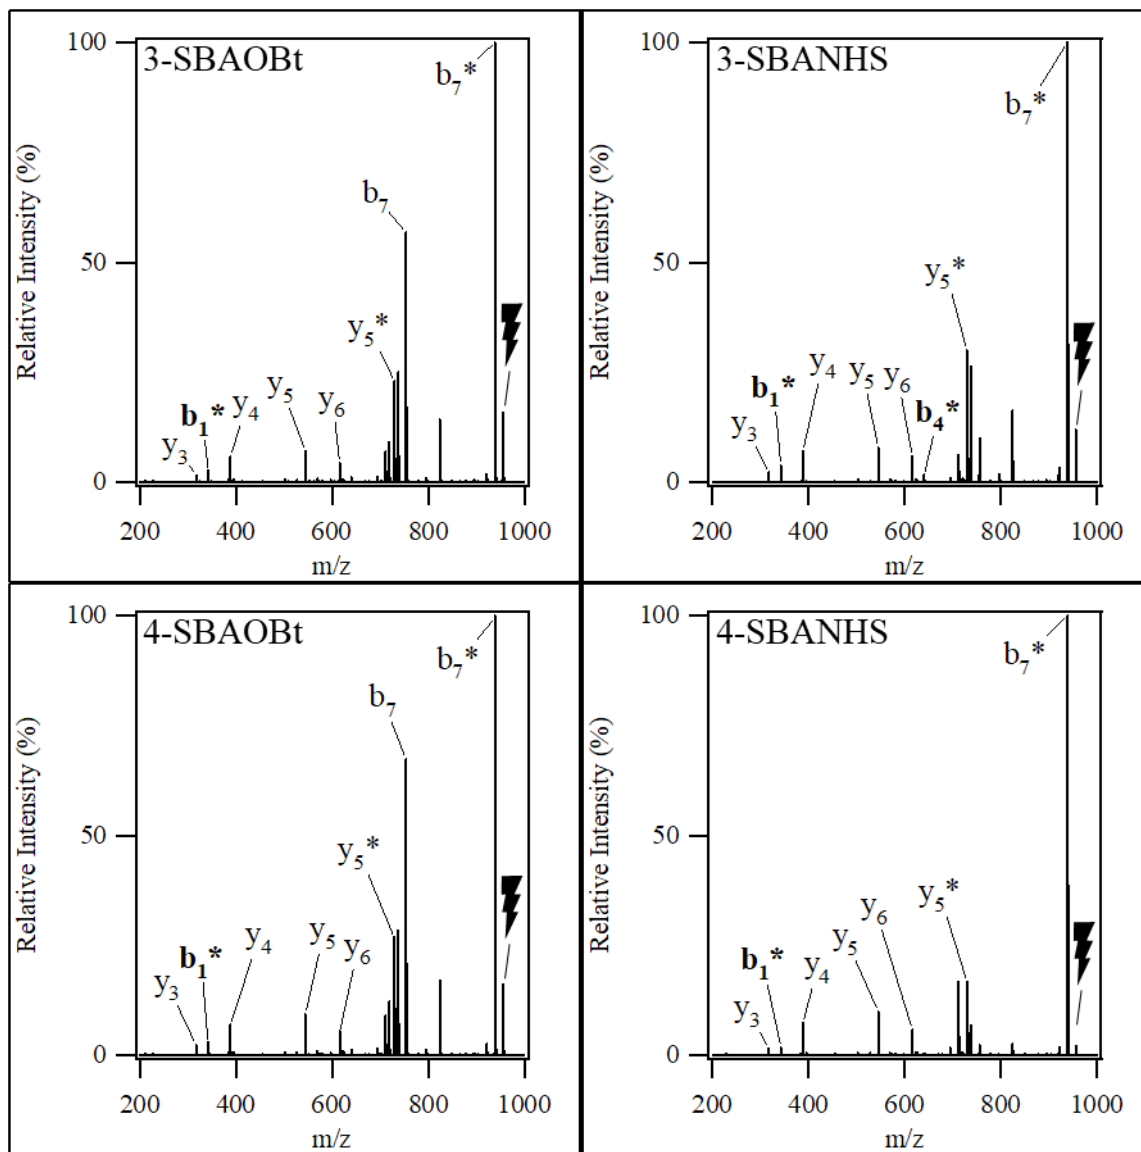 3-SBAOBt
Relative Intensity (%)
100
50
0
b₇*
b₇
y₅*
y₅
y₆
b₁*
y₄
y₃
200 400 600 800 1000
m/z
3-SBANHS
Relative Intensity (%)
100
50
0
b₇*
y₅*
b₁*
y₄
y₅
y₆
b₄*
y₃
200 400 600 800 1000
m/z
4-SBAOBt
Relative Intensity (%)
100
50
0
b₇*
b₇
y₅*
b₁*
y₄
y₅
y₆
y₃
200 400 600 800 1000
m/z
4-SBANHS
Relative Intensity (%)
100
50
0
b₇*
y₆
y₅*
y₅
b₁*
y₄
y₃
200 400 600 800 1000
m/z